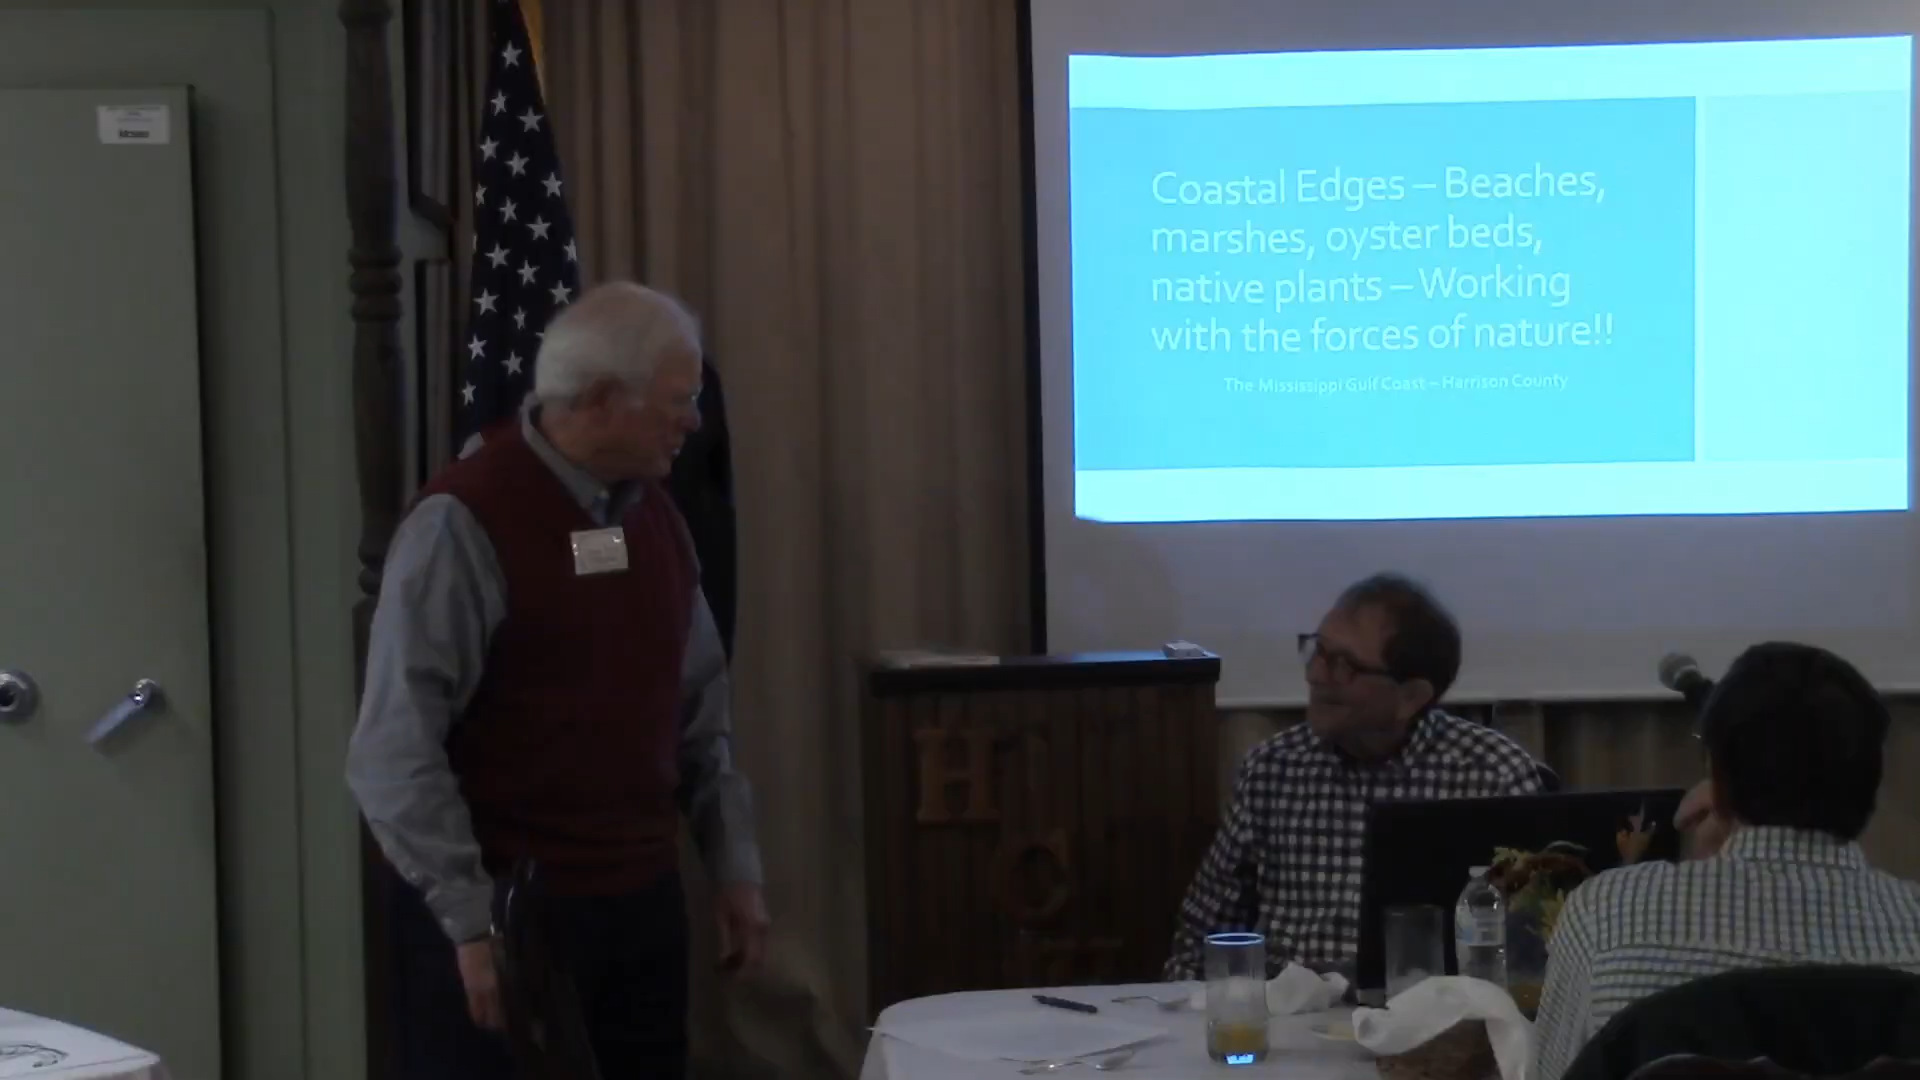 Coastal Edges – Beaches,
marshes, oyster beds,
native plants – Working
with the forces of nature!!
The Mississippi Gulf Coast – Harrison County
H
O